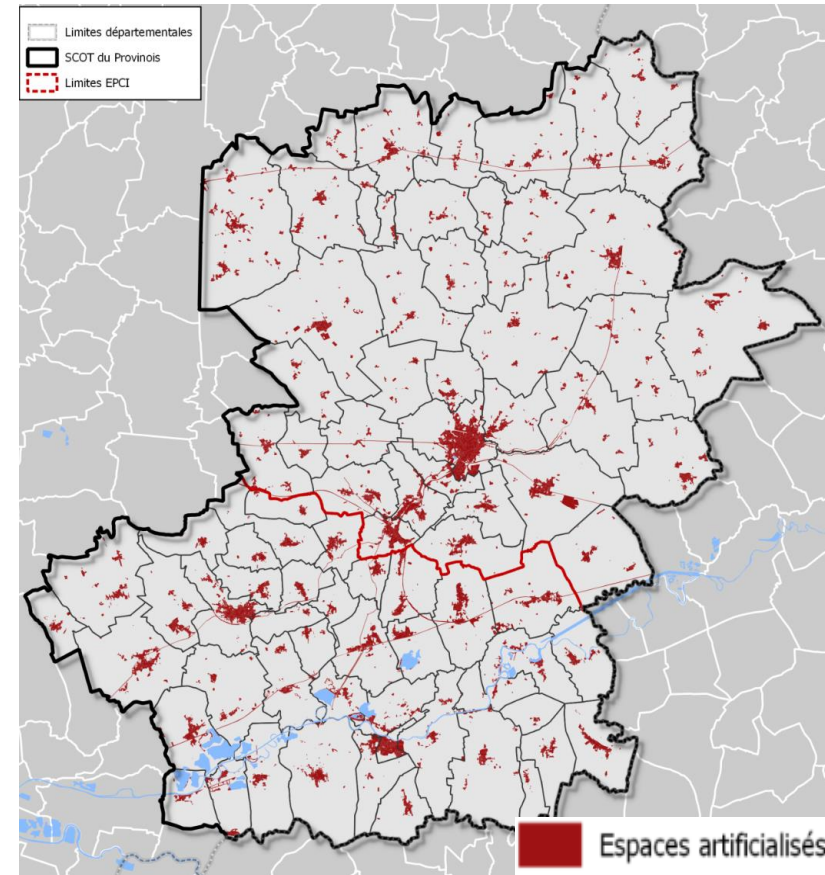 Limites départementales
SCOT du Provinois
Limites EPCI
Espaces artificialisés